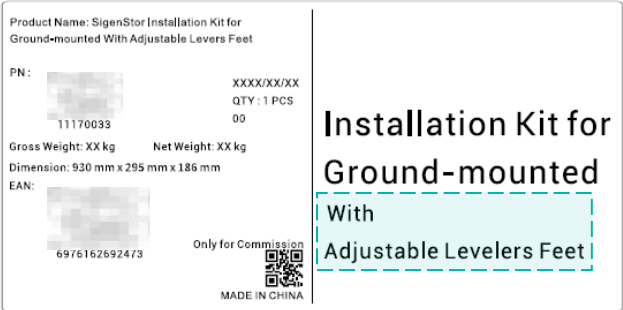 Product Name: SigenStor Installation Kit for
Ground-mounted With Adjustable Levers Feet
PN:
11170033
XXXX/XX/XX
QTY : 1 PCS
00
Gross Weight: XX kg Net Weight: XX kg
Dimension: 930 mm x 295 mm x 186 mm
EAN:
6976162692473
Only for Commission
MADE IN CHINA
Installation Kit for
Ground-mounted
With
Adjustable Levelers Feet